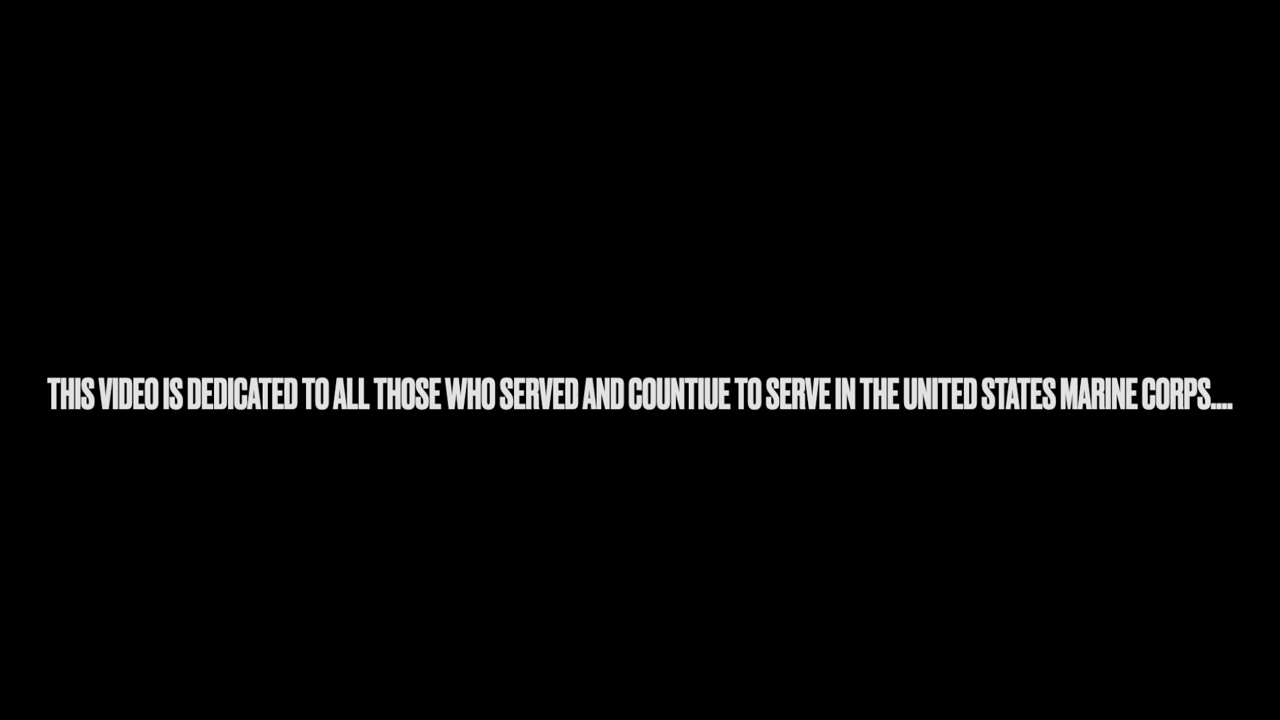 THIS VIDEO IS DEDICATED TO ALL THOSE WHO SERVED AND COUNTIUE TO SERVE IN THE UNITED STATES MARINE CORPS....